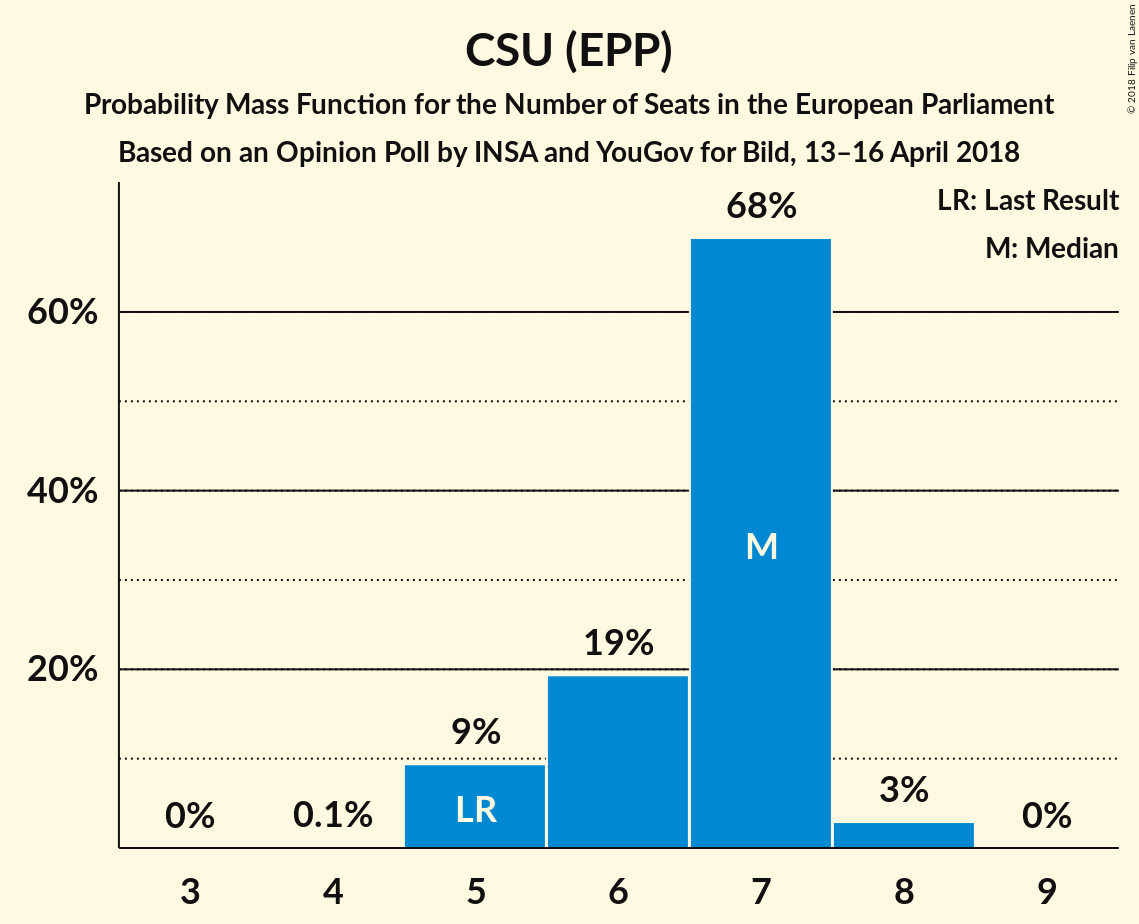 CSU (EPP)
Probability Mass Function for the Number of Seats in the European Parliament
Based on an Opinion Poll by INSA and YouGov for Bild, 13–16 April 2018
© 2018 Filip van Laenen
LR: Last Result
M: Median
68%
60%
40%
M
19%
20%
9%
3%
LR
0%
0.1%
0%
3 4 5 6 7 8 9